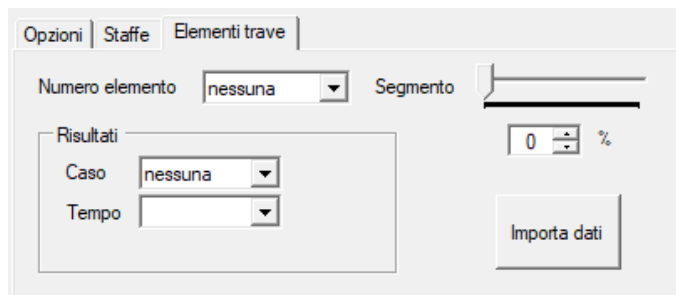 Opzioni Staffe Elementi trave
Numero elemento nessuna Segmento
Risultati
0 %
Caso nessuna
Tempo
Importa dati